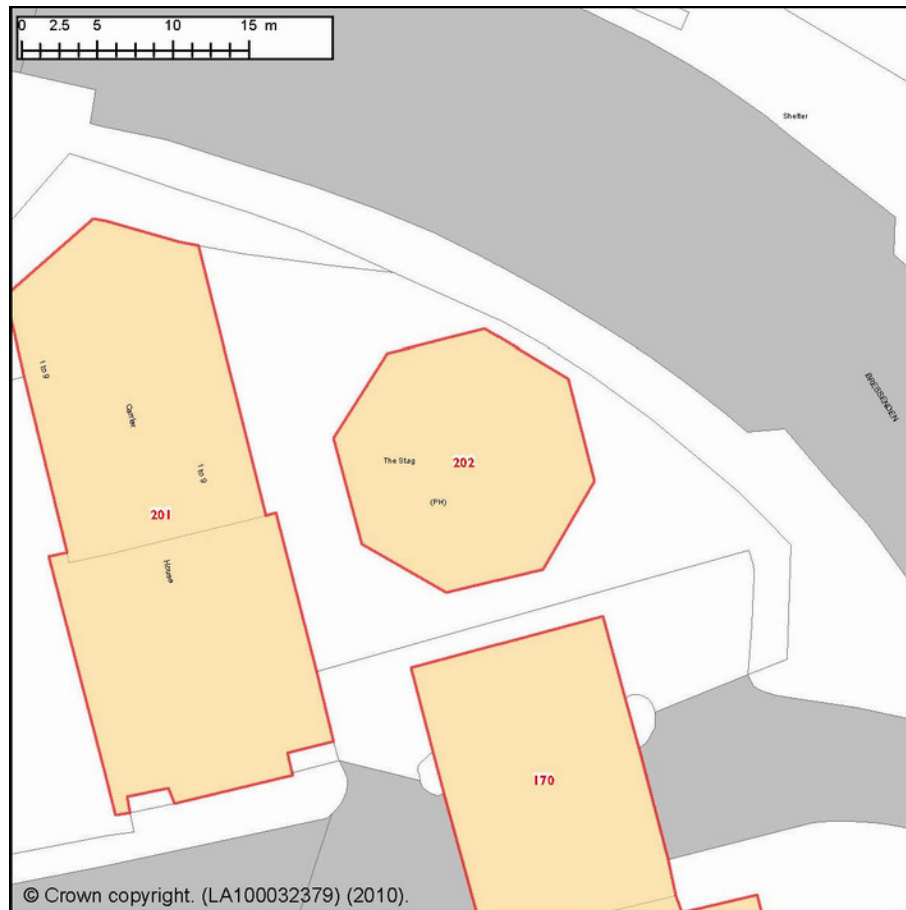 0 2.5 5 10 15 m
Shelter
BRESSENDEN
1 to 9
Carrier
1 to 9
201
House
The Stag
202
(PH)
170
© Crown copyright. (LA100032379) (2010).